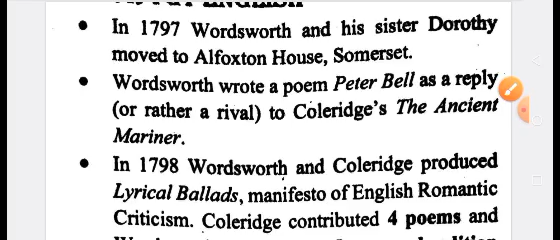 • In 1797 Wordsworth and his sister Dorothy
moved to Alfoxton House, Somerset.
• Wordsworth wrote a poem Peter Bell as a reply
(or rather a rival) to Coleridge's The Ancient
Mariner.
• In 1798 Wordsworth and Coleridge produced
Lyrical Ballads, manifesto of English Romantic
Criticism. Coleridge contributed 4 poems and